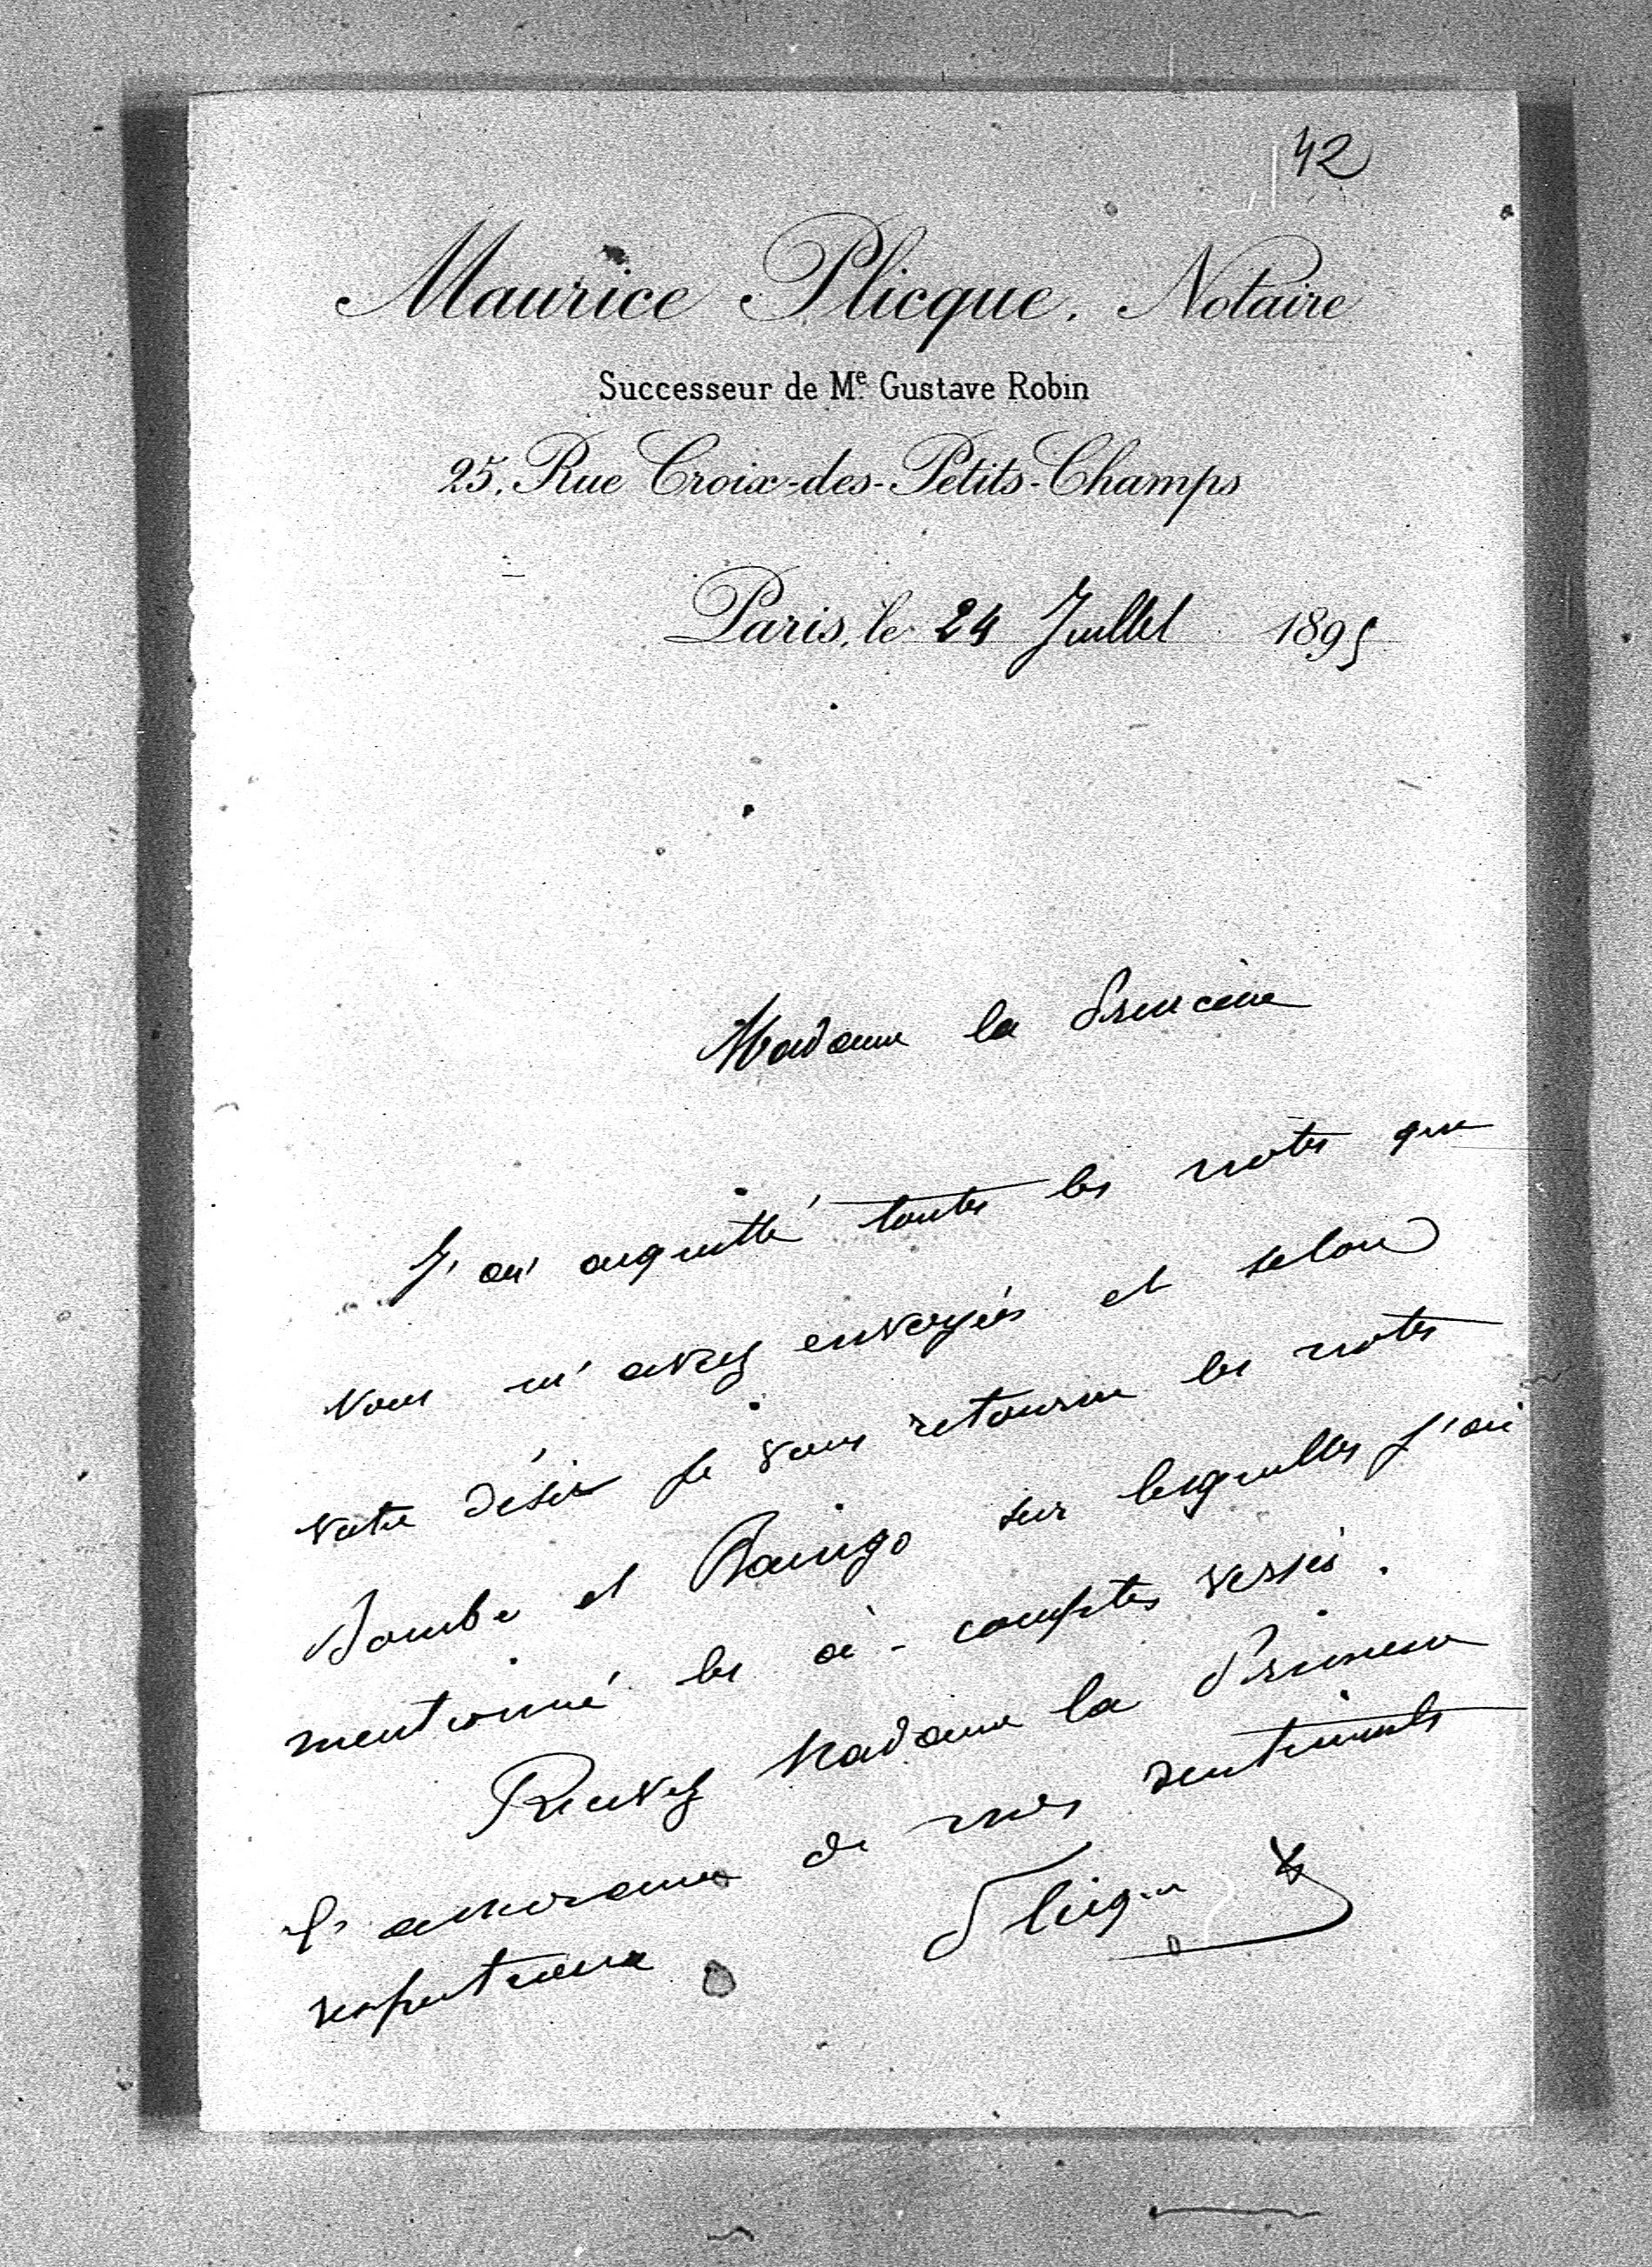 42
Maurice Plicque, Notaire
Successeur de Me. Gustave Robin
25, Rue Croix-des-Petits-Champs
Paris, le 24 Juillet 1895
Madame la Princesse
J'ai acquitté toutes les notes que
vous m'avez envoyées et selon
votre désir je vous retourne les notes
et Raingo sur lesquelles j'ai
mentionné les à-comptes versés.
Recevez Madame la Princesse
l'assurance de mes sentiments
respectueux
Plicque